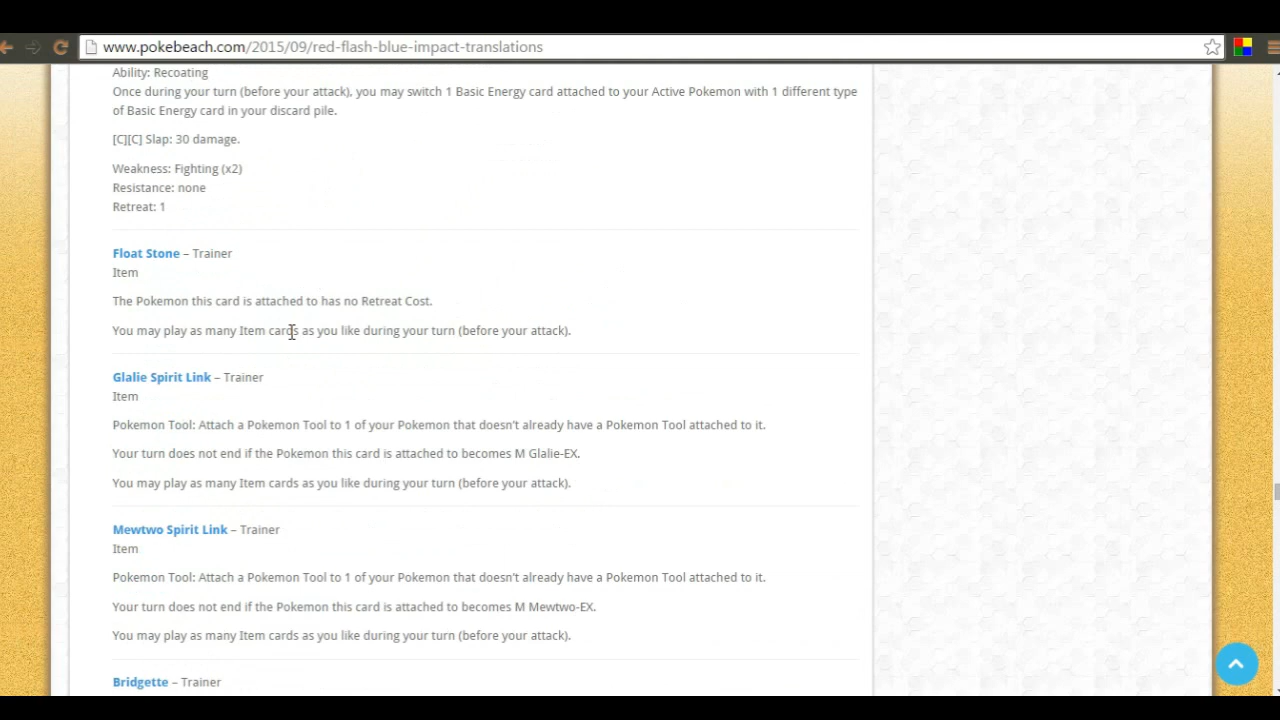 www.pokebeach.com/2015/09/red-flash-blue-impact-translations
Ability: Recoating
Once during your turn (before your attack), you may switch 1 Basic Energy card attached to your Active Pokemon with 1 different type
of Basic Energy card in your discard pile.
[C][C] Slap: 30 damage.
Weakness: Fighting (x2)
Resistance: none
Retreat: 1
Float Stone – Trainer
Item
The Pokemon this card is attached to has no Retreat Cost.
You may play as many Item cards as you like during your turn (before your attack).
Glalie Spirit Link – Trainer
Item
Pokemon Tool: Attach a Pokemon Tool to 1 of your Pokemon that doesn't already have a Pokemon Tool attached to it.
Your turn does not end if the Pokemon this card is attached to becomes M Glalie-EX.
You may play as many Item cards as you like during your turn (before your attack).
Mewtwo Spirit Link – Trainer
Item
Pokemon Tool: Attach a Pokemon Tool to 1 of your Pokemon that doesn't already have a Pokemon Tool attached to it.
Your turn does not end if the Pokemon this card is attached to becomes M Mewtwo-EX.
You may play as many Item cards as you like during your turn (before your attack).
Bridgette – Trainer